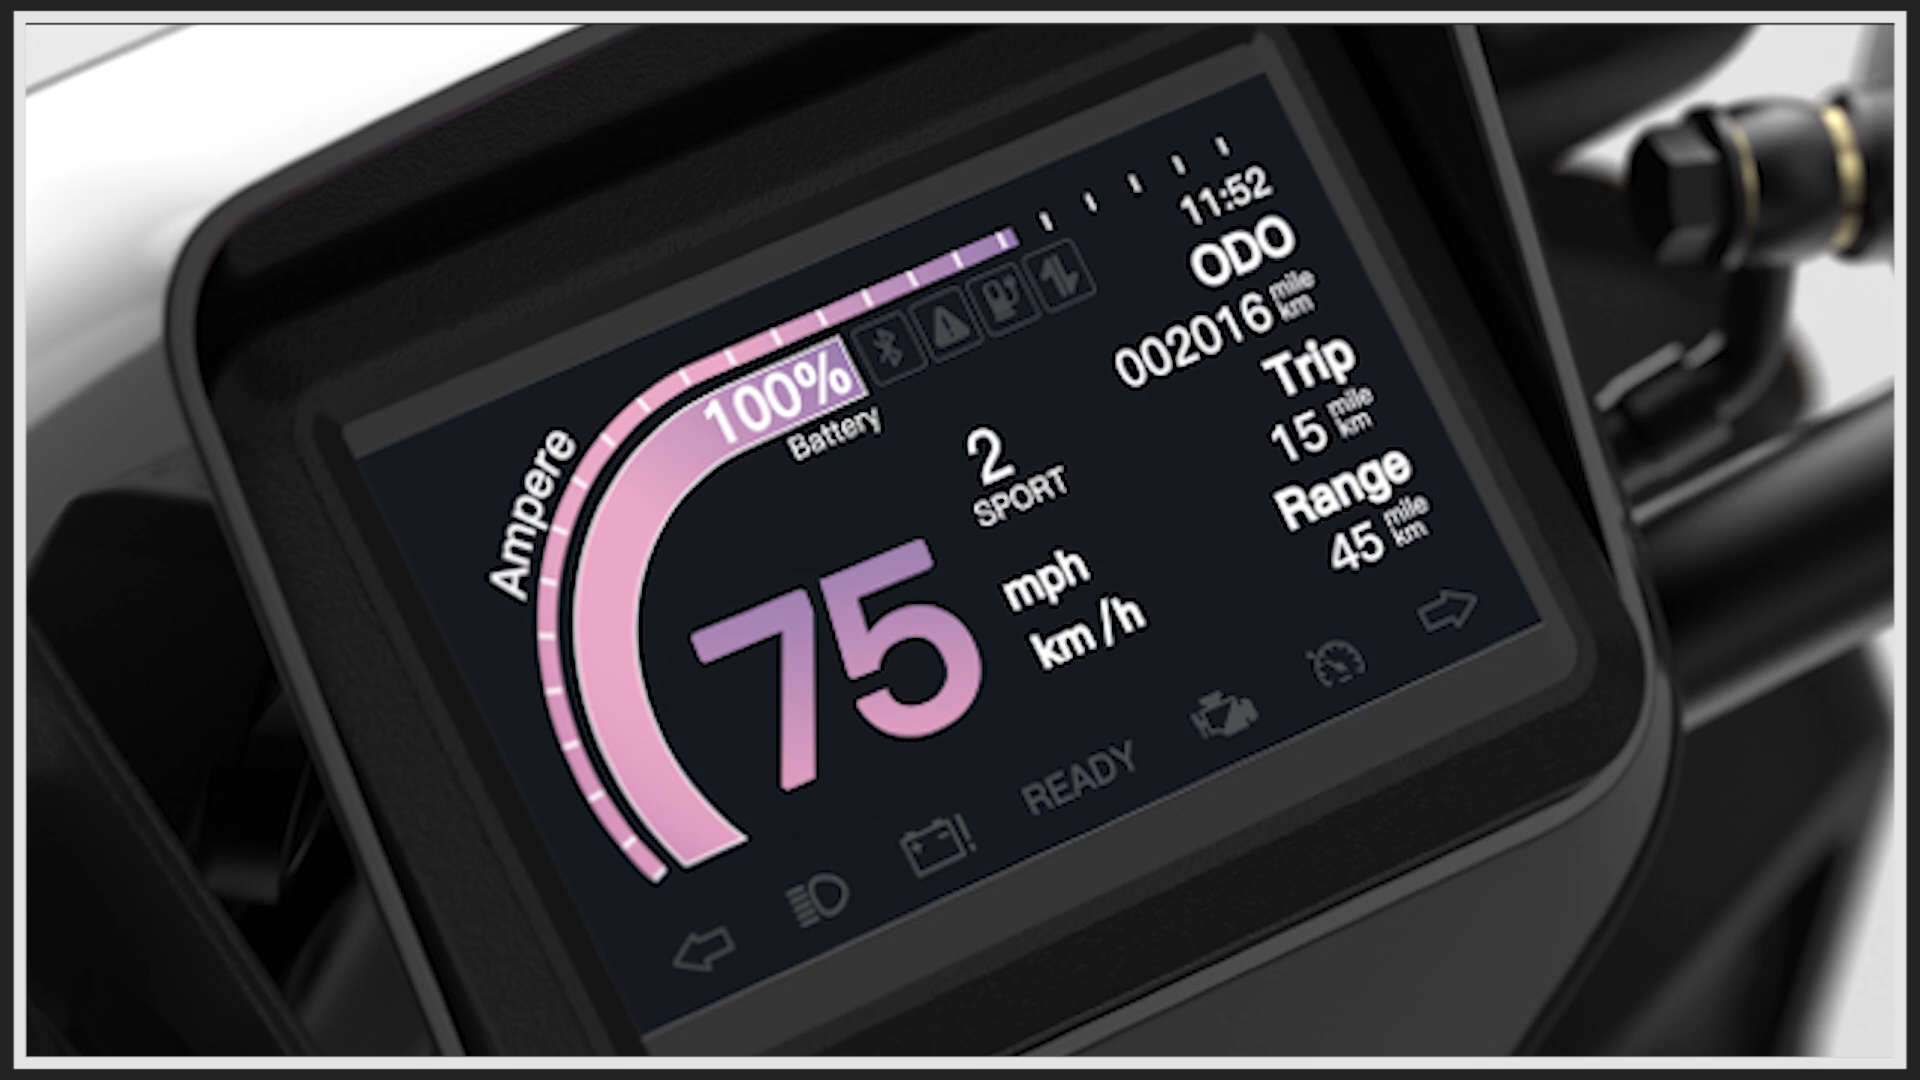 11:52
ODO
002016 mile
km
100%
Battery
Trip
15 mile
km
Ampere
2
SPORT
Range
45 mile
km
75
mph
km/h
READY